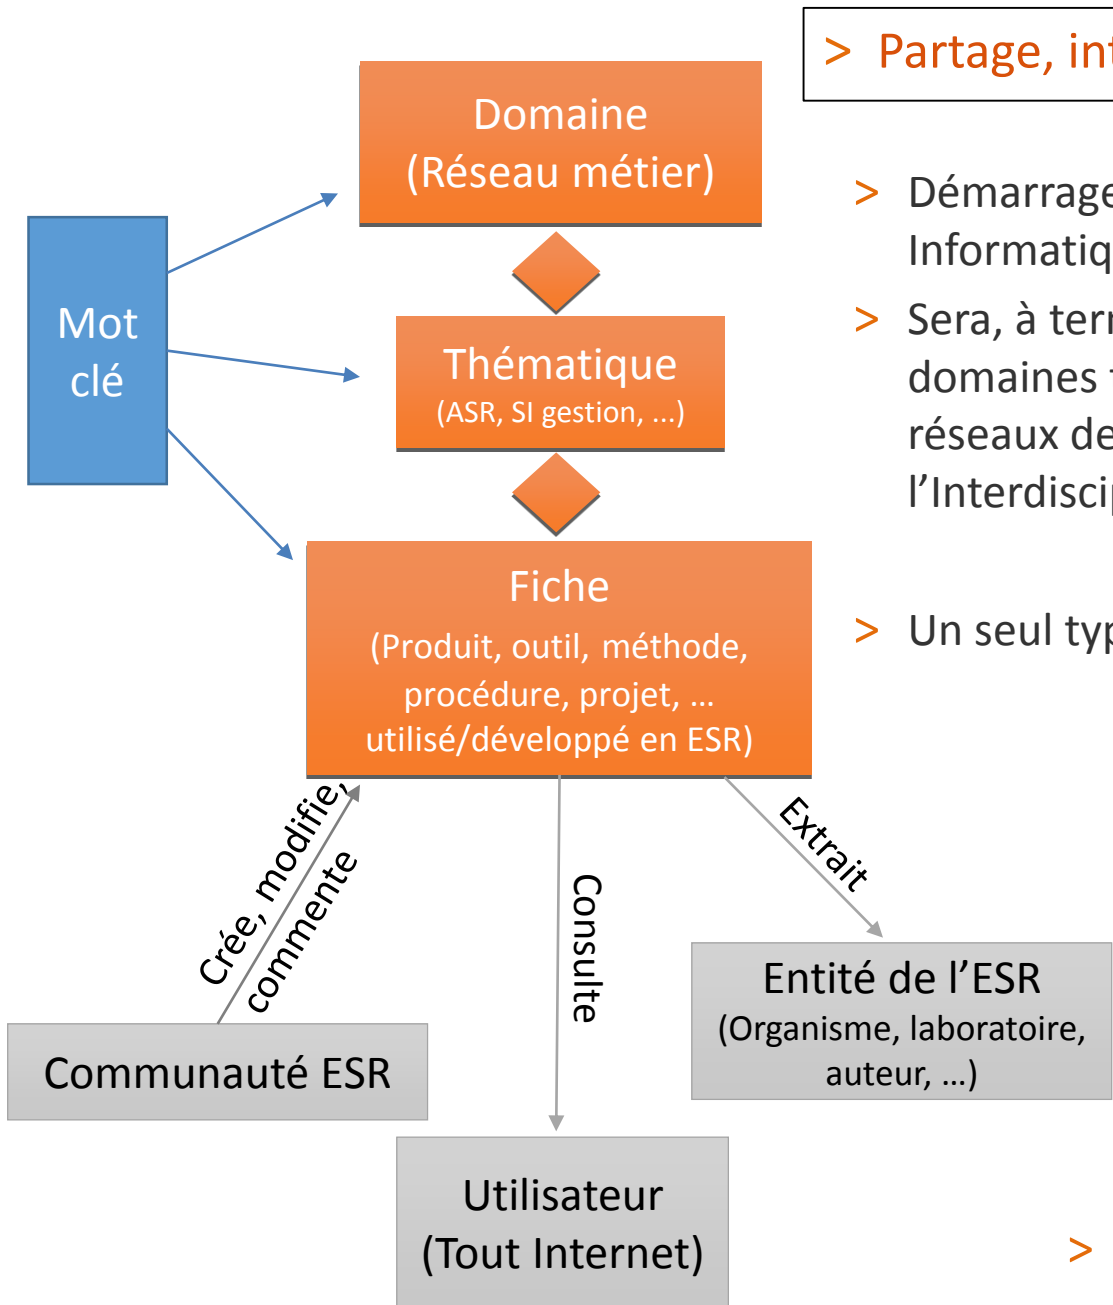 > Partage,
Domaine
(Réseau métier)
Mot
clé
Thématique
(ASR, SI gestion, ...)
Fiche
(Produit, outil, méthode,
procédure, projet, ...
utilisé/développé en ESR)
Crée, modifie,
commente
Consulte
Extrait
Communauté ESR
Utilisateur
(Tout Internet)
Entité de l’ESR
(Organisme, laboratoire,
auteur, ...)
> Démarrage
Informatiq
> Sera, à ter
domaines
réseaux de
l’Interdiscip
> Un seul typ
>